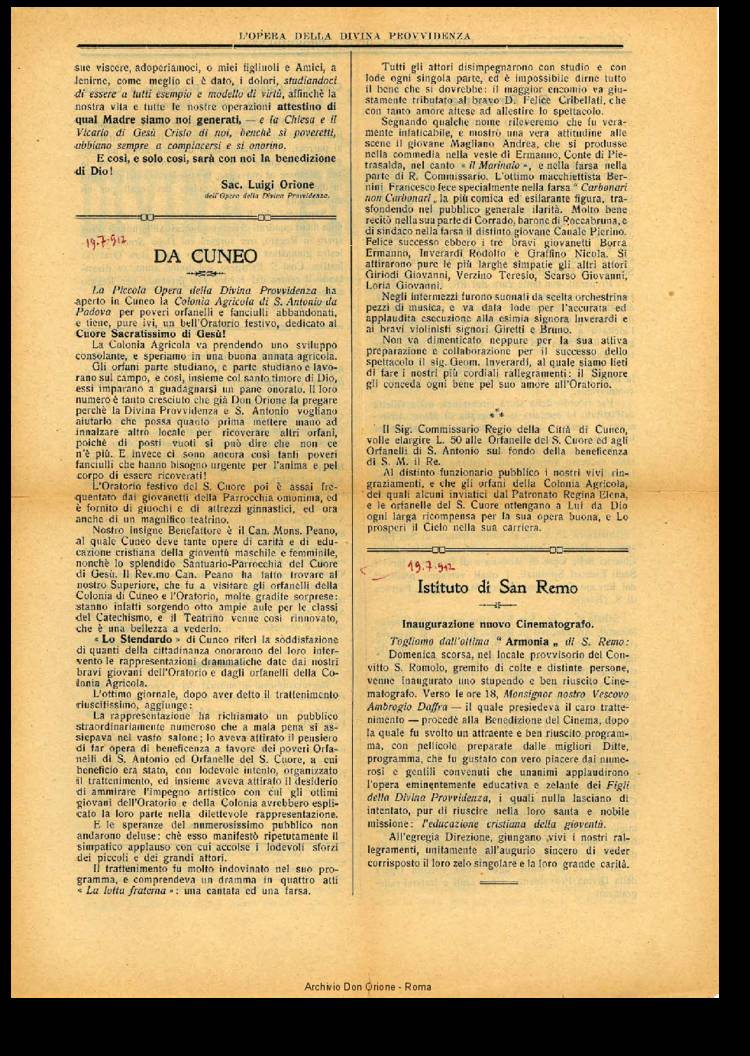 L'OPERA DELLA DIVINA PROVVIDENZA
sue viscere, adoperiamoci, o miei figliuoli e Amici, a
lenirne, come meglio ci è dato, i dolori, studiandoci
di essere a tutti esempio e modello di virtù, affinchè la
nostra vita e tutte le nostre operazioni attestino di
qual Madre siamo noi generati, — e la Chiesa e il
Vicario di Gesù Cristo di noi, benchè sì poveretti,
abbiano sempre a compiacersi e si onorino.
E così, e solo così, sarà con noi la benedizione
di Dio!
Sac. Luigi Orione
dell'Opera della Divina Provvidenza.
19.7.912
DA CUNEO
La Piccola Opera della Divina Provvidenza ha
aperto in Cuneo la Colonia Agricola di S. Antonio da
Padova per poveri orfanelli e fanciulli abbandonati,
e tiene, pure ivi, un bell'Oratorio festivo, dedicato al
Cuore Sacratissimo di Gesù!
La Colonia Agricola va prendendo uno sviluppo
consolante, e speriamo in una buona annata agricola.
Gli orfani parte studiano, e parte studiano e lavo-
rano sul campo, e così, insieme col santo timore di Dio,
essi imparano a guadagnarsi un pane onorato. Il loro
numero è tanto cresciuto che già Don Orione fa pregare
perchè la Divina Provvidenza e S. Antonio vogliano
aiutarlo che possa quanto prima mettere mano ad
innalzare altro locale per ricoverare altri orfani,
poichè di posti vuoti si può dire che non ce
n'è più. E invece ci sono ancora così tanti poveri
fanciulli che hanno bisogno urgente per l'anima e pel
corpo di essere ricoverati!
L'Oratorio festivo del S. Cuore poi è assai fre-
quentato dai giovanetti della Parrocchia omonima, ed
è fornito di giuochi e di attrezzi ginnastici, ed ora
anche di un magnifico teatrino.
Nostro insigne Benefattore è il Can. Mons. Peano,
al quale Cuneo deve tante opere di carità e di edu-
cazione cristiana della gioventù maschile e femminile,
nonchè lo splendido Santuario-Parrocchia del Cuore
di Gesù. Il Rev.mo Can. Peano ha fatto trovare al
nostro Superiore, che fu a visitare gli orfanelli della
Colonia di Cuneo e l'Oratorio, molte gradite sorprese:
stanno infatti sorgendo otto ampie aule per le classi
del Catechismo, e il Teatrino venne così rinnovato,
che è una bellezza a vederlo.
« Lo Stendardo » di Cuneo riferì la soddisfazione
di quanti della cittadinanza onorarono del loro inter-
vento le rappresentazioni drammatiche date dai nostri
bravi giovani dell'Oratorio e dagli orfanelli della Co-
lonia Agricola.
L'ottimo giornale, dopo aver detto il trattenimento
riuscitissimo, aggiunge:
La rappresentazione ha richiamato un pubblico
straordinariamente numeroso che a mala pena si as-
siepava nel vasto salone; lo aveva attirato il pensiero
di far opera di beneficenza a favore dei poveri Orfa-
nelli di S. Antonio ed Orfanelle del S. Cuore, a cui
beneficio era stato, con lodevole intento, organizzato
il trattenimento, ed insieme aveva attirato il desiderio
di ammirare l'impegno artistico con cui gli ottimi
giovani dell'Oratorio e della Colonia avrebbero espli-
cato la loro parte nella dilettevole rappresentazione.
E le speranze del numerosissimo pubblico non
andarono deluse; chè esso manifestò ripetutamente il
simpatico applauso con cui accolse i lodevoli sforzi
dei piccoli e dei grandi attori.
Il trattenimento fu molto indovinato nel suo pro-
gramma, e comprendeva un dramma in quattro atti
« La lotta fraterna »: una cantata ed una farsa.
Tutti gli attori disimpegnarono con studio e con
lode ogni singola parte, ed è impossibile dirne tutto
il bene che si dovrebbe: il maggior encomio va giu-
stamente tributato al bravo D. Felice Cribellati, che
con tanto amore attese ad allestire lo spettacolo.
Segnando qualche nome rileveremo che fu vera-
mente infaticabile, e mostrò una vera attitudine alle
scene il giovane Magliano Andrea, che si produsse
nella commedia nella veste di Ermanno, Conte di Pie-
trasalda, nel canto « il Marinaio », e nella farsa nella
parte di R. Commissario. L'ottimo macchiettista Ber-
nini Francesco fece specialmente nella farsa " Carbonari
non Carbonari „ la più comica ed esilarante figura, tra-
sfondendo nel pubblico generale ilarità. Molto bene
recitò nella sua parte di Corrado, barone di Roccabruna, e
di sindaco nella farsa il distinto giovane Canale Pierino.
Felice successo ebbero i tre bravi giovanetti Borra
Ermanno, Inverardi Rodolfo e Graffino Nicola. Si
attirarono pure le più larghe simpatie gli altri attori
Giriodi Giovanni, Verzino Teresio, Scarso Giovanni,
Loria Giovanni.
Negli intermezzi furono suonati da scelta orchestrina
pezzi di musica, e va data lode per l'accurata ed
applaudita esecuzione alla esimia signora Inverardi e
ai bravi violinisti signori Giretti e Bruno.
Non va dimenticato neppure per la sua attiva
preparazione e collaborazione per il successo dello
spettacolo il sig. Geom. Inverardi, al quale siamo lieti
di fare i nostri più cordiali rallegramenti: il Signore
gli conceda ogni bene pel suo amore all'Oratorio.
***
Il Sig. Commissario Regio della Città di Cuneo,
volle elargire L. 50 alle Orfanelle del S. Cuore ed agli
Orfanelli di S. Antonio sul fondo della beneficenza
di S. M. il Re.
Al distinto funzionario pubblico i nostri vivi rin-
graziamenti, e che gli orfani della Colonia Agricola,
dei quali alcuni inviatici dal Patronato Regina Elena,
e le orfanelle del S. Cuore ottengano a Lui da Dio
ogni larga ricompensa per la sua opera buona, e Lo
prosperi il Cielo nella sua carriera.
19.7.912
Istituto di San Remo
Inaugurazione nuovo Cinematografo.
Togliamo dall'ottima " Armonia „ di S. Remo:
Domenica scorsa, nel locale provvisorio del Con-
vitto S. Romolo, gremito di colte e distinte persone,
venne inaugurato uno stupendo e ben riuscito Cine-
matografo. Verso le ore 18, Monsignor nostro Vescovo
Ambrogio Daffra — il quale presiedeva il caro tratte-
nimento — procedè alla Benedizione del Cinema, dopo
la quale fu svolto un attraente e ben riuscito program-
ma, con pellicole preparate dalle migliori Ditte,
programma, che fu gustato con vero piacere dai nume-
rosi e gentili convenuti che unanimi applaudirono
l'opera eminentemente educativa e zelante dei Figli
della Divina Provvidenza, i quali nulla lasciano di
intentato, pur di riuscire nella loro santa e nobile
missione: l'educazione cristiana della gioventù.
All'egregia Direzione, giungano vivi i nostri ral-
legramenti, unitamente all'augurio sincero di veder
corrisposto il loro zelo singolare e la loro grande carità.
Archivio Don Orione - Roma